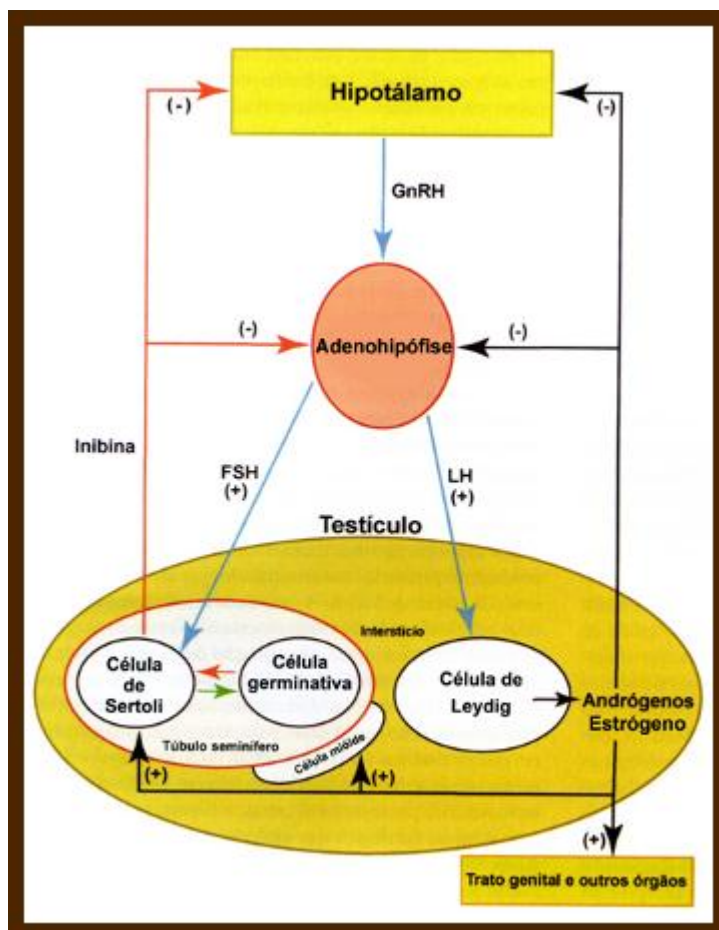 Hipotálamo
(-)
(-)
GnRH
(-)
(-)
Adenohipófise
Inibina
FSH
(+)
LH
(+)
Testículo
Interstício
Célula
de
Sertoli
Célula
germinativa
Célula de
Leydig
Andrógenos
Estrógeno
Túbulo seminífero
Célula mióide
(+)
(+)
(+)
Trato genital e outros órgãos